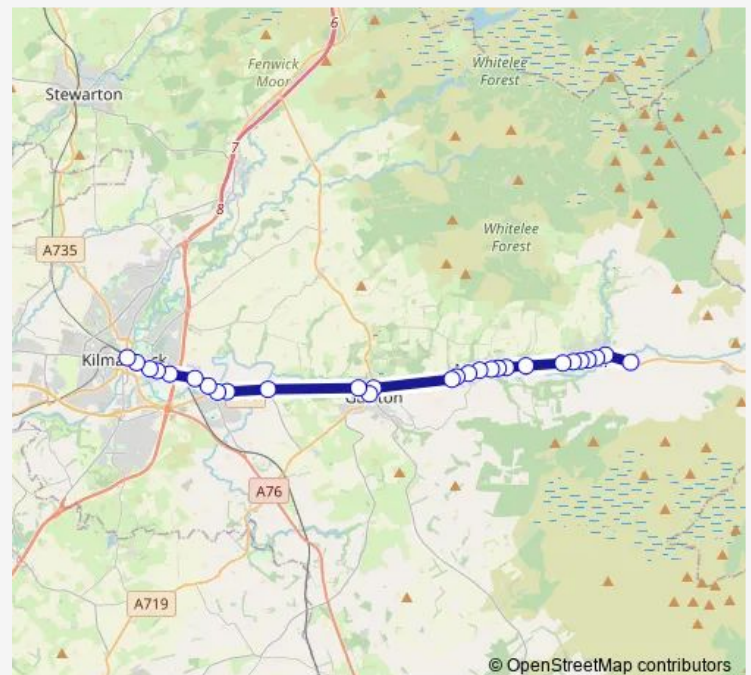 6
Fenwick
Moor
Whitelee
Forest
Stewarton
7
8
Whitelee
Forest
A735
A76
A719
© OpenStreetMap contributors